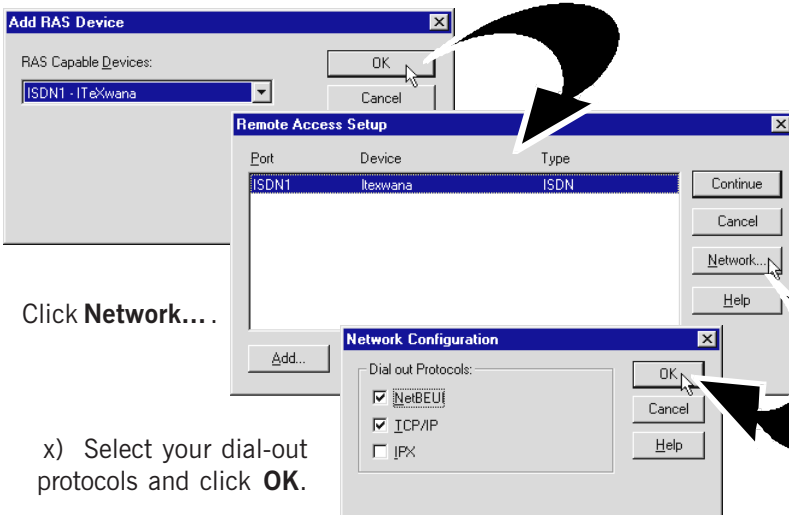 Add RAS Device
RAS Capable Devices:
OK
ISDN1 - ITeXwana
Cancel
Remote Access Setup
Port Device Type
ISDN1 Itexwana ISDN
Continue
Cancel
Network...
Help
Click Network... .
Add...
Network Configuration
Dial out Protocols:
NetBEUI
TCP/IP
IPX
OK
Cancel
Help
x) Select your dial-out
protocols and click OK.